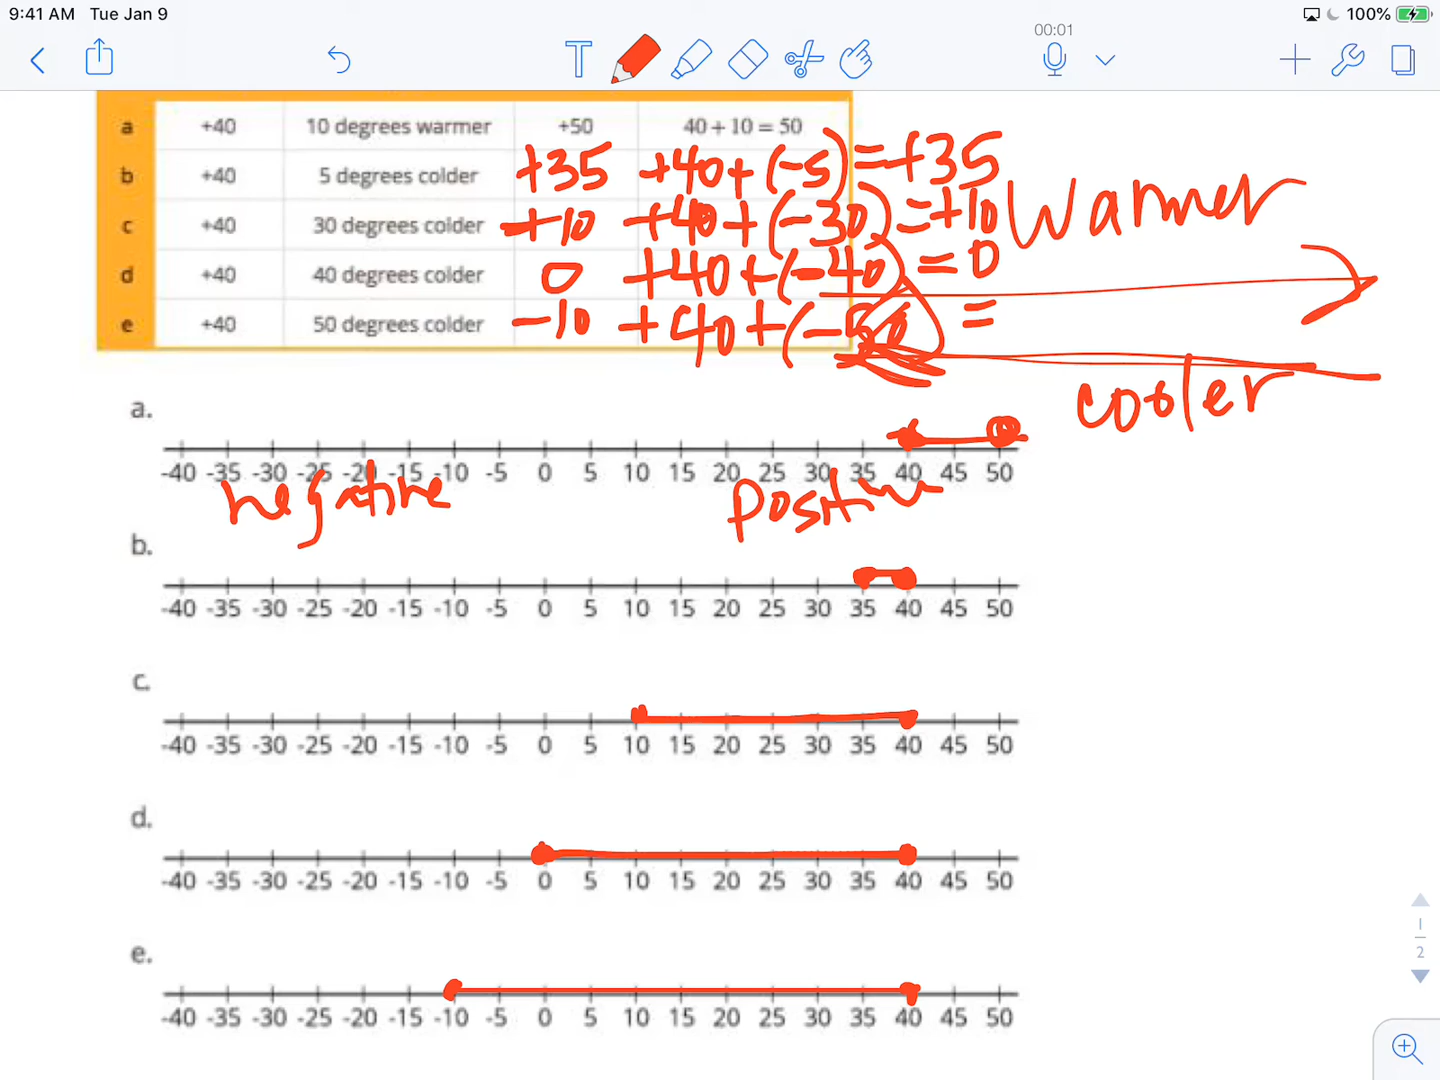 9:41 AM Tue Jan 9
100%
00:01
T
a +40 10 degrees warmer +50 40 + 10 = 50
b +40 5 degrees colder +35 +40 + (-5) = +35
c +40 30 degrees colder +10 +40 + (-30) = +10
d +40 40 degrees colder 0 +40 + (-40) = 0
e +40 50 degrees colder -10 +40 + (-50) =
Warmer
cooler
a.
-40 -35 -30 -25 -20 -15 -10 -5 0 5 10 15 20 25 30 35 40 45 50
negative positive
b.
-40 -35 -30 -25 -20 -15 -10 -5 0 5 10 15 20 25 30 35 40 45 50
c.
-40 -35 -30 -25 -20 -15 -10 -5 0 5 10 15 20 25 30 35 40 45 50
d.
-40 -35 -30 -25 -20 -15 -10 -5 0 5 10 15 20 25 30 35 40 45 50
e.
-40 -35 -30 -25 -20 -15 -10 -5 0 5 10 15 20 25 30 35 40 45 50
1
2